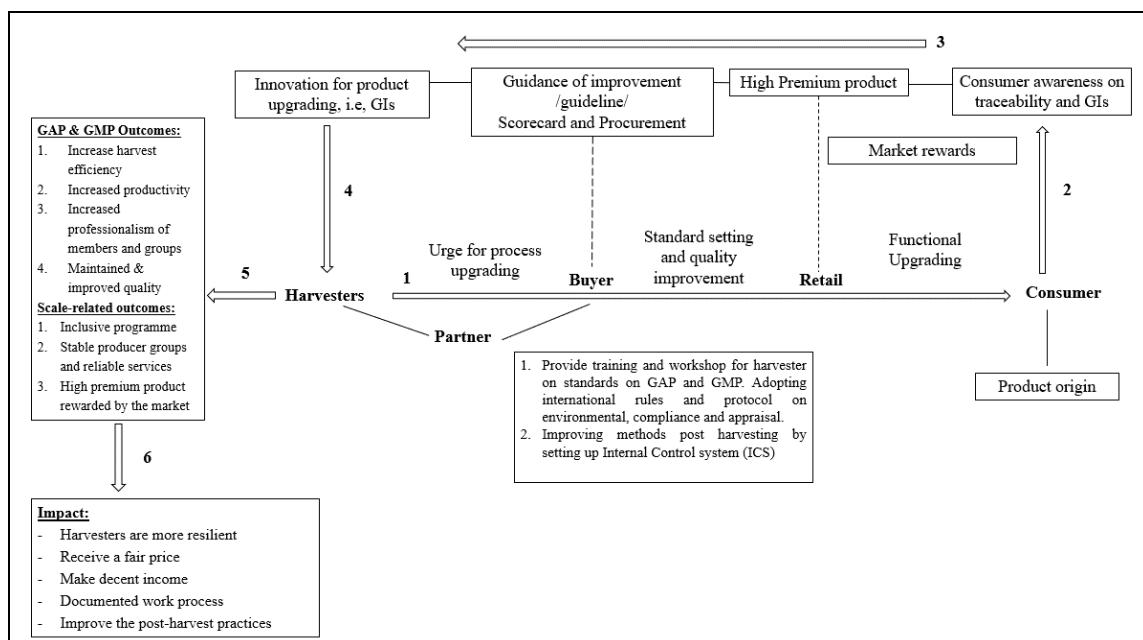 3
Innovation for product
upgrading, i.e, GIs
Guidance of improvement
/guideline/
Scorecard and Procurement
High Premium product
Consumer awareness on
traceability and GIs
Market rewards
GAP & GMP Outcomes:
1. Increase harvest
efficiency
2. Increased productivity
3. Increased
professionalism of
members and groups
4. Maintained &
improved quality
Scale-related outcomes:
1. Inclusive programme
2. Stable producer groups
and reliable services
3. High premium product
rewarded by the market
4
2
Urge for process
upgrading
Standard setting
and quality
improvement
Functional
Upgrading
5
Harvesters
1
Buyer
Retail
Consumer
Partner
1. Provide training and workshop for harvester
on standards on GAP and GMP. Adopting
international rules and protocol on
environmental, compliance and appraisal.
2. Improving methods post harvesting by
setting up Internal Control system (ICS)
Product origin
6
Impact:
- Harvesters are more resilient
- Receive a fair price
- Make decent income
- Documented work process
- Improve the post-harvest practices